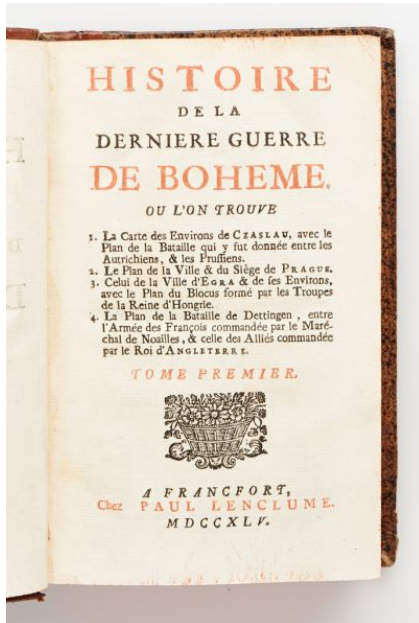 HISTOIRE
DE LA
DERNIERE GUERRE
DE BOHEME.
OU L'ON TROUVE
1. La Carte des Environs de CZASLAU, avec le
Plan de la Bataille qui y fut donnée entre les
Autrichiens, & les Prussiens.
2. Le Plan de la Ville & du Siège de PRAGUE.
3. Celui de la Ville d'EGRA & de ses Environs,
avec le Plan du Blocus formé par les Troupes
de la Reine d'Hongrie.
4. La Plan de la Bataille de Dettingen, entre
l'Armée des François commandée par le Maré-
chal de Noailles, & celle des Alliés commandée
par le Roi d'ANGLETERRE.
TOME PREMIER.
A FRANCFORT,
Chez PAUL LENCLUME.
MDCCXLV.